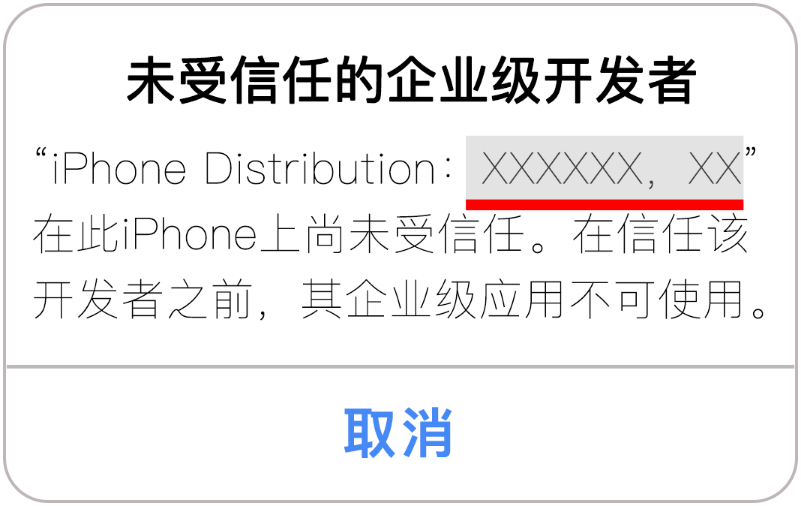 未受信任的企业级开发者
“iPhone Distribution: XXXXXX, XX”
在此iPhone上尚未受信任。在信任该
开发者之前，其企业级应用不可使用。
取消